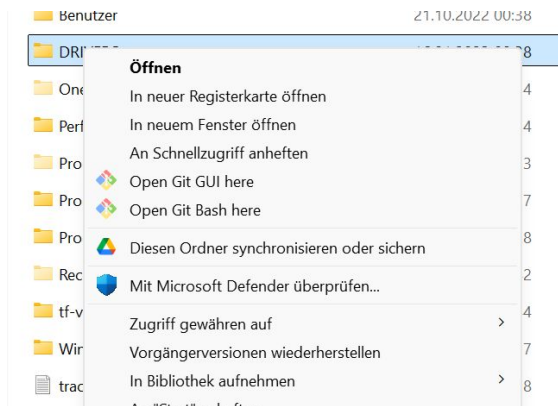 Benutzer 21.10.2022 00:38
Öffnen
In neuer Registerkarte öffnen
In neuem Fenster öffnen
An Schnellzugriff anheften
Open Git GUI here
Open Git Bash here
Diesen Ordner synchronisieren oder sichern
Mit Microsoft Defender überprüfen...
Zugriff gewähren auf
Vorgängerversionen wiederherstellen
In Bibliothek aufnehmen